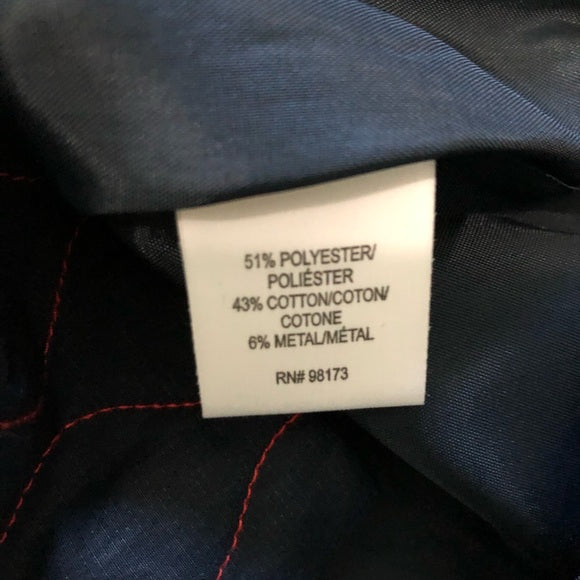 51% POLYESTER/
POLIÉSTER
43% COTTON/COTON/
COTONE
6% METAL/MÉTAL
RN# 98173